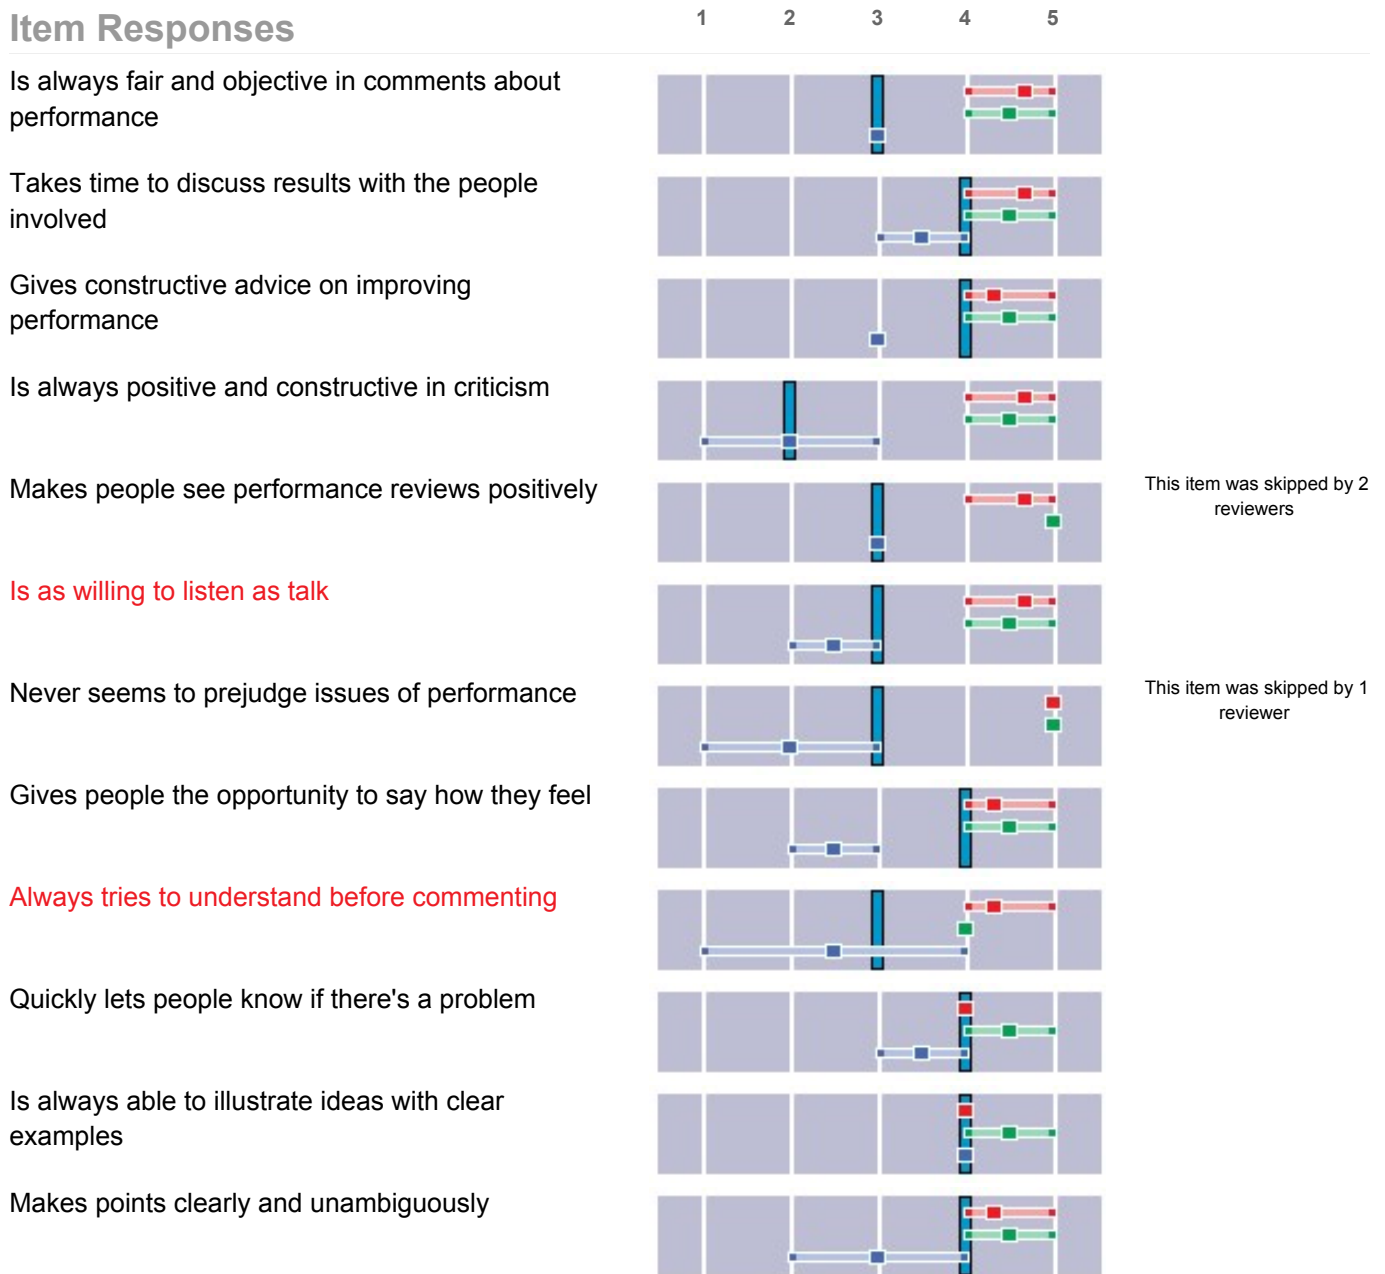 Item Responses
1 2 3 4 5
Is always fair and objective in comments about
performance
Takes time to discuss results with the people
involved
Gives constructive advice on improving
performance
Is always positive and constructive in criticism
Makes people see performance reviews positively
This item was skipped by 2
reviewers
Is as willing to listen as talk
Never seems to prejudge issues of performance
This item was skipped by 1
reviewer
Gives people the opportunity to say how they feel
Always tries to understand before commenting
Quickly lets people know if there's a problem
Is always able to illustrate ideas with clear
examples
Makes points clearly and unambiguously